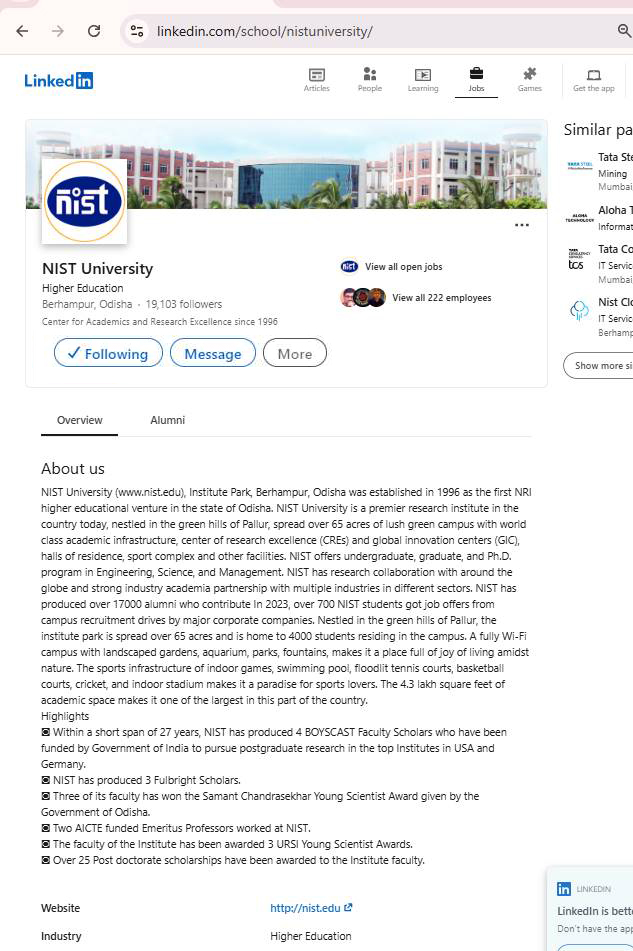 linkedin.com/school/nistuniversity/
Linkedin
Articles
People
Learning
Jobs
Games
Get the app
nist
NIST University
Higher Education
Berhampur, Odisha · 19,103 followers
Center for Academics and Research Excellence since 1996
nist View all open jobs
View all 222 employees
✓ Following
Message
More
Similar pa
TATA STEEL
Tata Ste
Mining
Mumbai,
ALOHA TECHNOLOGY
Aloha T
Informat
TATA CONSULTANCY SERVICES
tcs
Tata Co
IT Servic
Mumbai,
Nist Clo
IT Servic
Berhamp
Show more si
Overview
Alumni
About us
NIST University (www.nist.edu), Institute Park, Berhampur, Odisha was established in 1996 as the first NRI
higher educational venture in the state of Odisha. NIST University is a premier research institute in the
country today, nestled in the green hills of Pallur, spread over 65 acres of lush green campus with world
class academic infrastructure, center of research excellence (CREs) and global innovation centers (GIC),
halls of residence, sport complex and other facilities. NIST offers undergraduate, graduate, and Ph.D.
program in Engineering, Science, and Management. NIST has research collaboration with around the
globe and strong industry academia partnership with multiple industries in different sectors. NIST has
produced over 17000 alumni who contribute In 2023, over 700 NIST students got job offers from
campus recruitment drives by major corporate companies. Nestled in the green hills of Pallur, the
institute park is spread over 65 acres and is home to 4000 students residing in the campus. A fully Wi-Fi
campus with landscaped gardens, aquarium, parks, fountains, makes it a place full of joy of living amidst
nature. The sports infrastructure of indoor games, swimming pool, floodlit tennis courts, basketball
courts, cricket, and indoor stadium makes it a paradise for sports lovers. The 4.3 lakh square feet of
academic space makes it one of the largest in this part of the country.
Highlights
◙ Within a short span of 27 years, NIST has produced 4 BOYSCAST Faculty Scholars who have been
funded by Government of India to pursue postgraduate research in the top Institutes in USA and
Germany.
◙ NIST has produced 3 Fulbright Scholars.
◙ Three of its faculty has won the Samant Chandrasekhar Young Scientist Award given by the
Government of Odisha.
◙ Two AICTE funded Emeritus Professors worked at NIST.
◙ The faculty of the Institute has been awarded 3 URSI Young Scientist Awards.
◙ Over 25 Post doctorate scholarships have been awarded to the Institute faculty.
Website
http://nist.edu
Industry
Higher Education
in LINKEDIN
LinkedIn is bette
Don't have the app